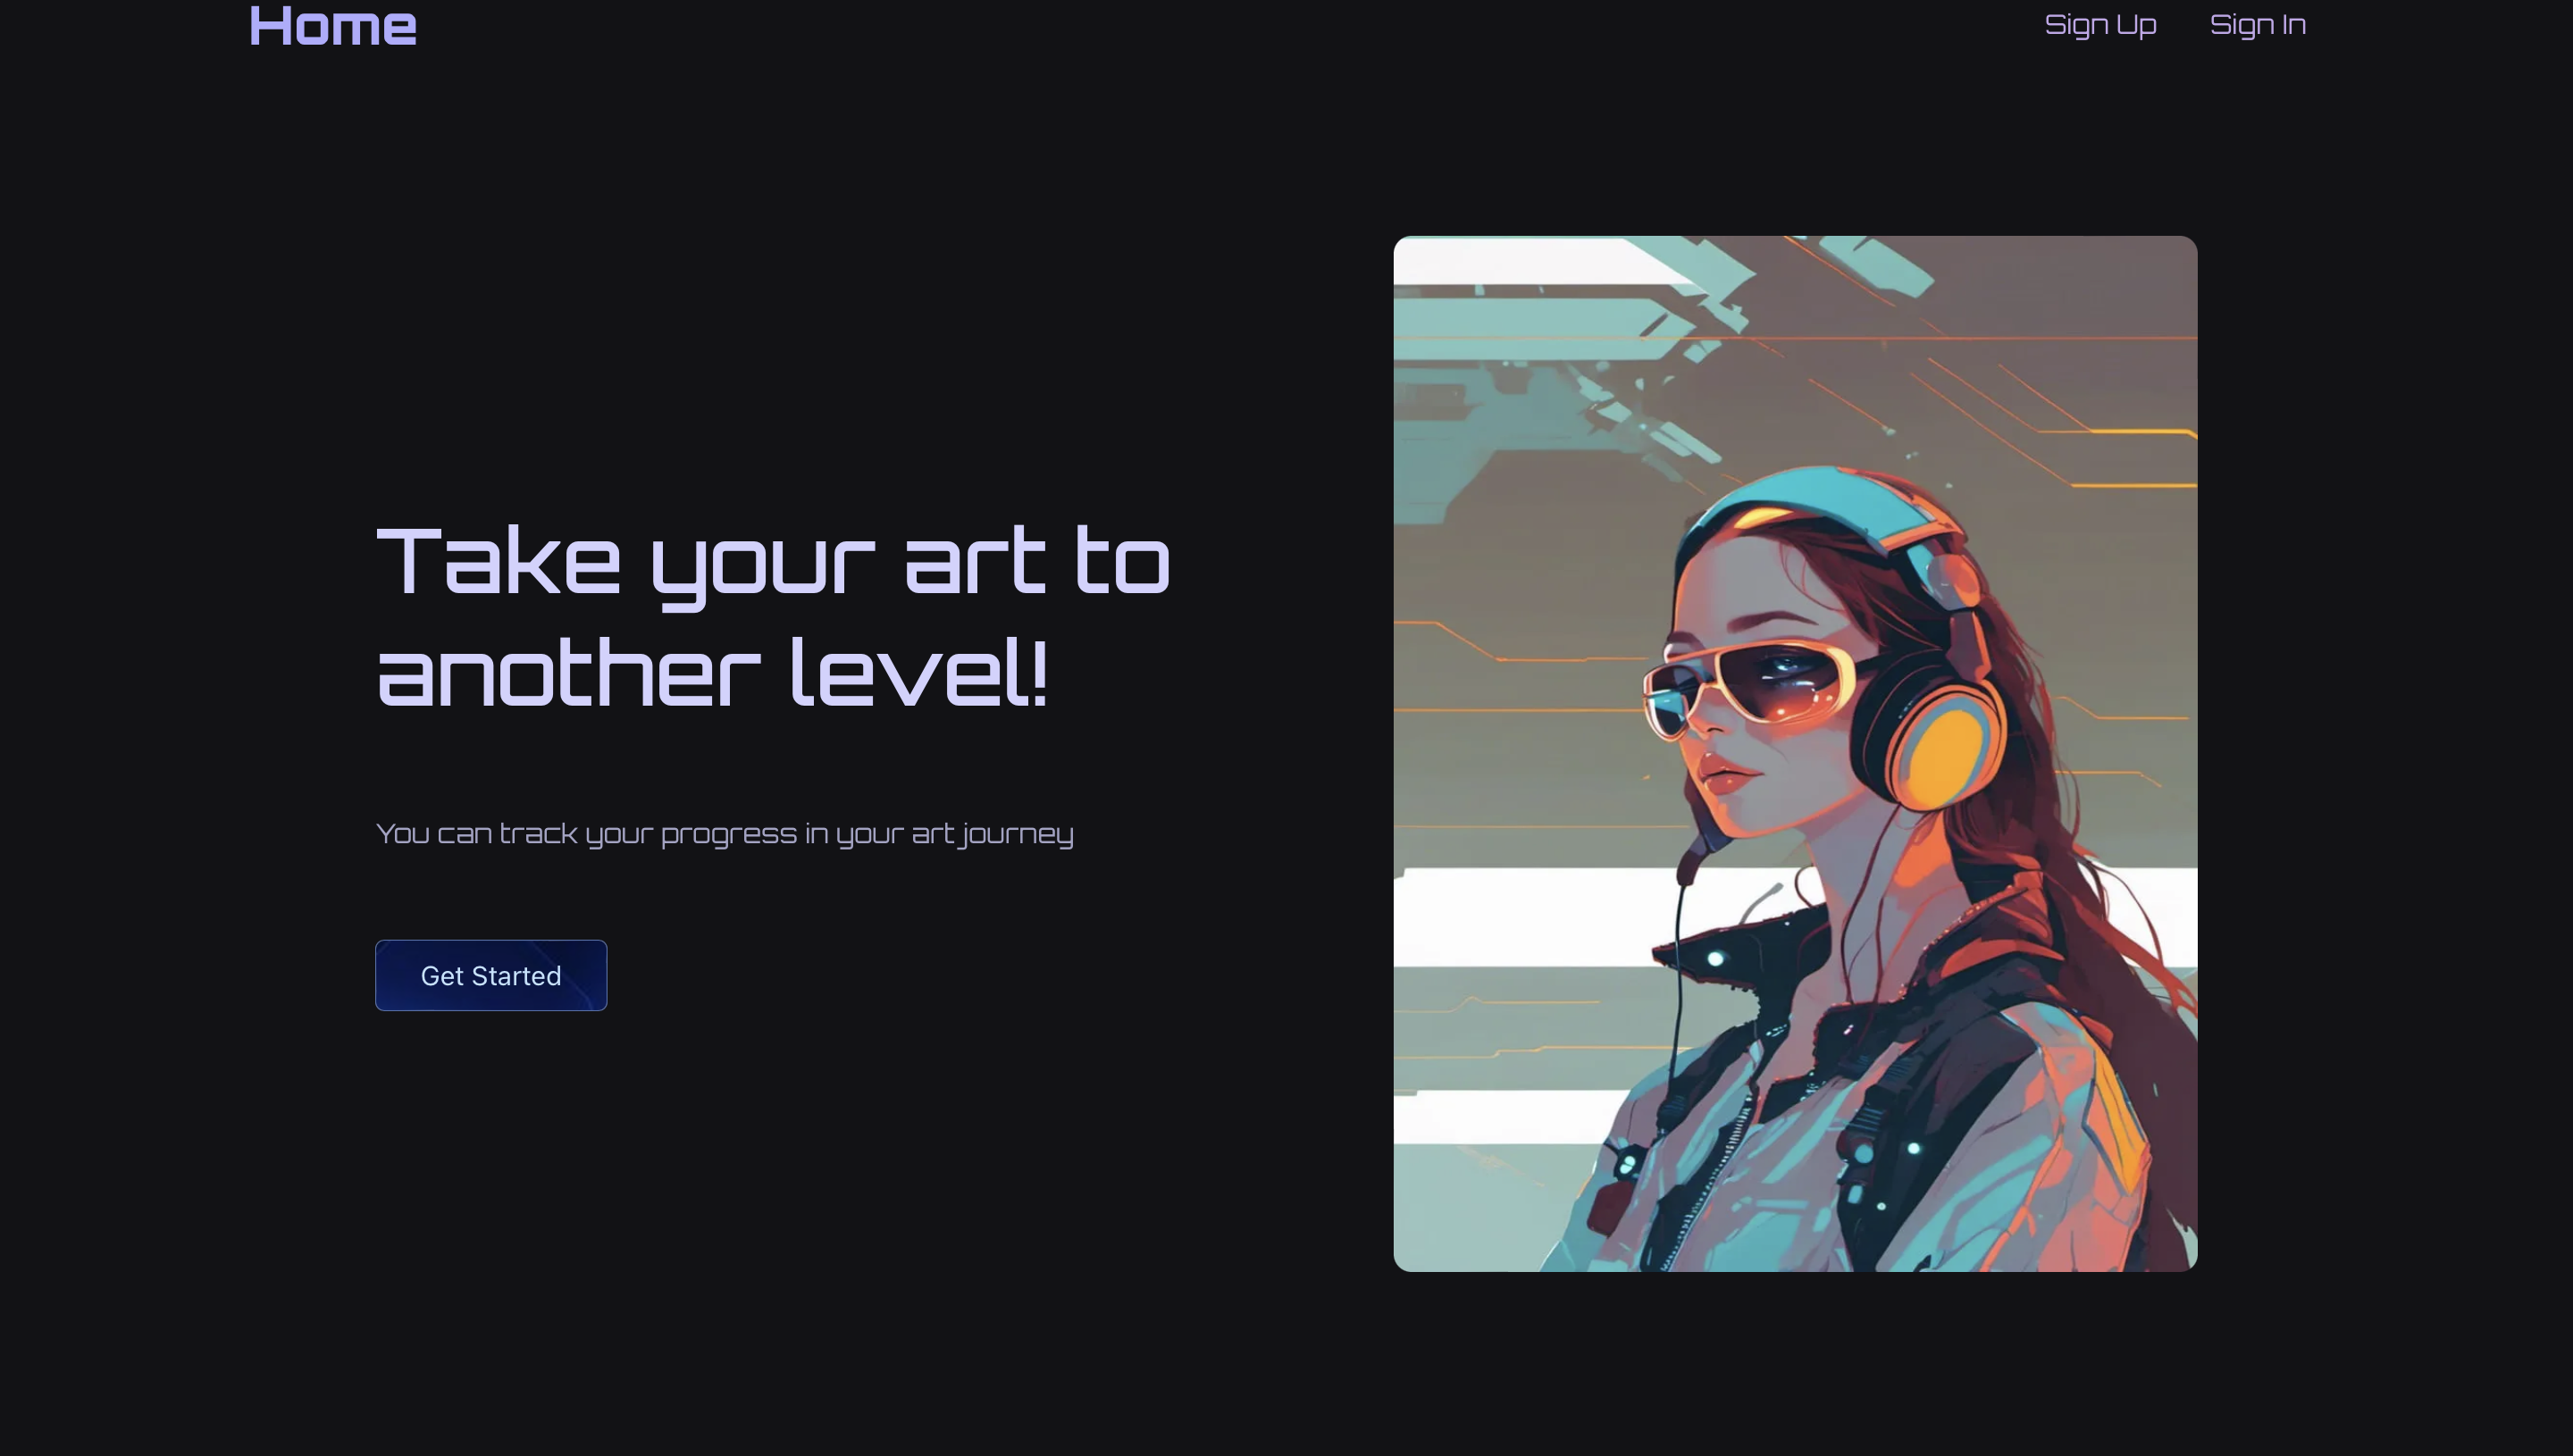 Home
Sign Up
Sign In
Take your art to
another level!
You can track your progress in your art journey
Get Started